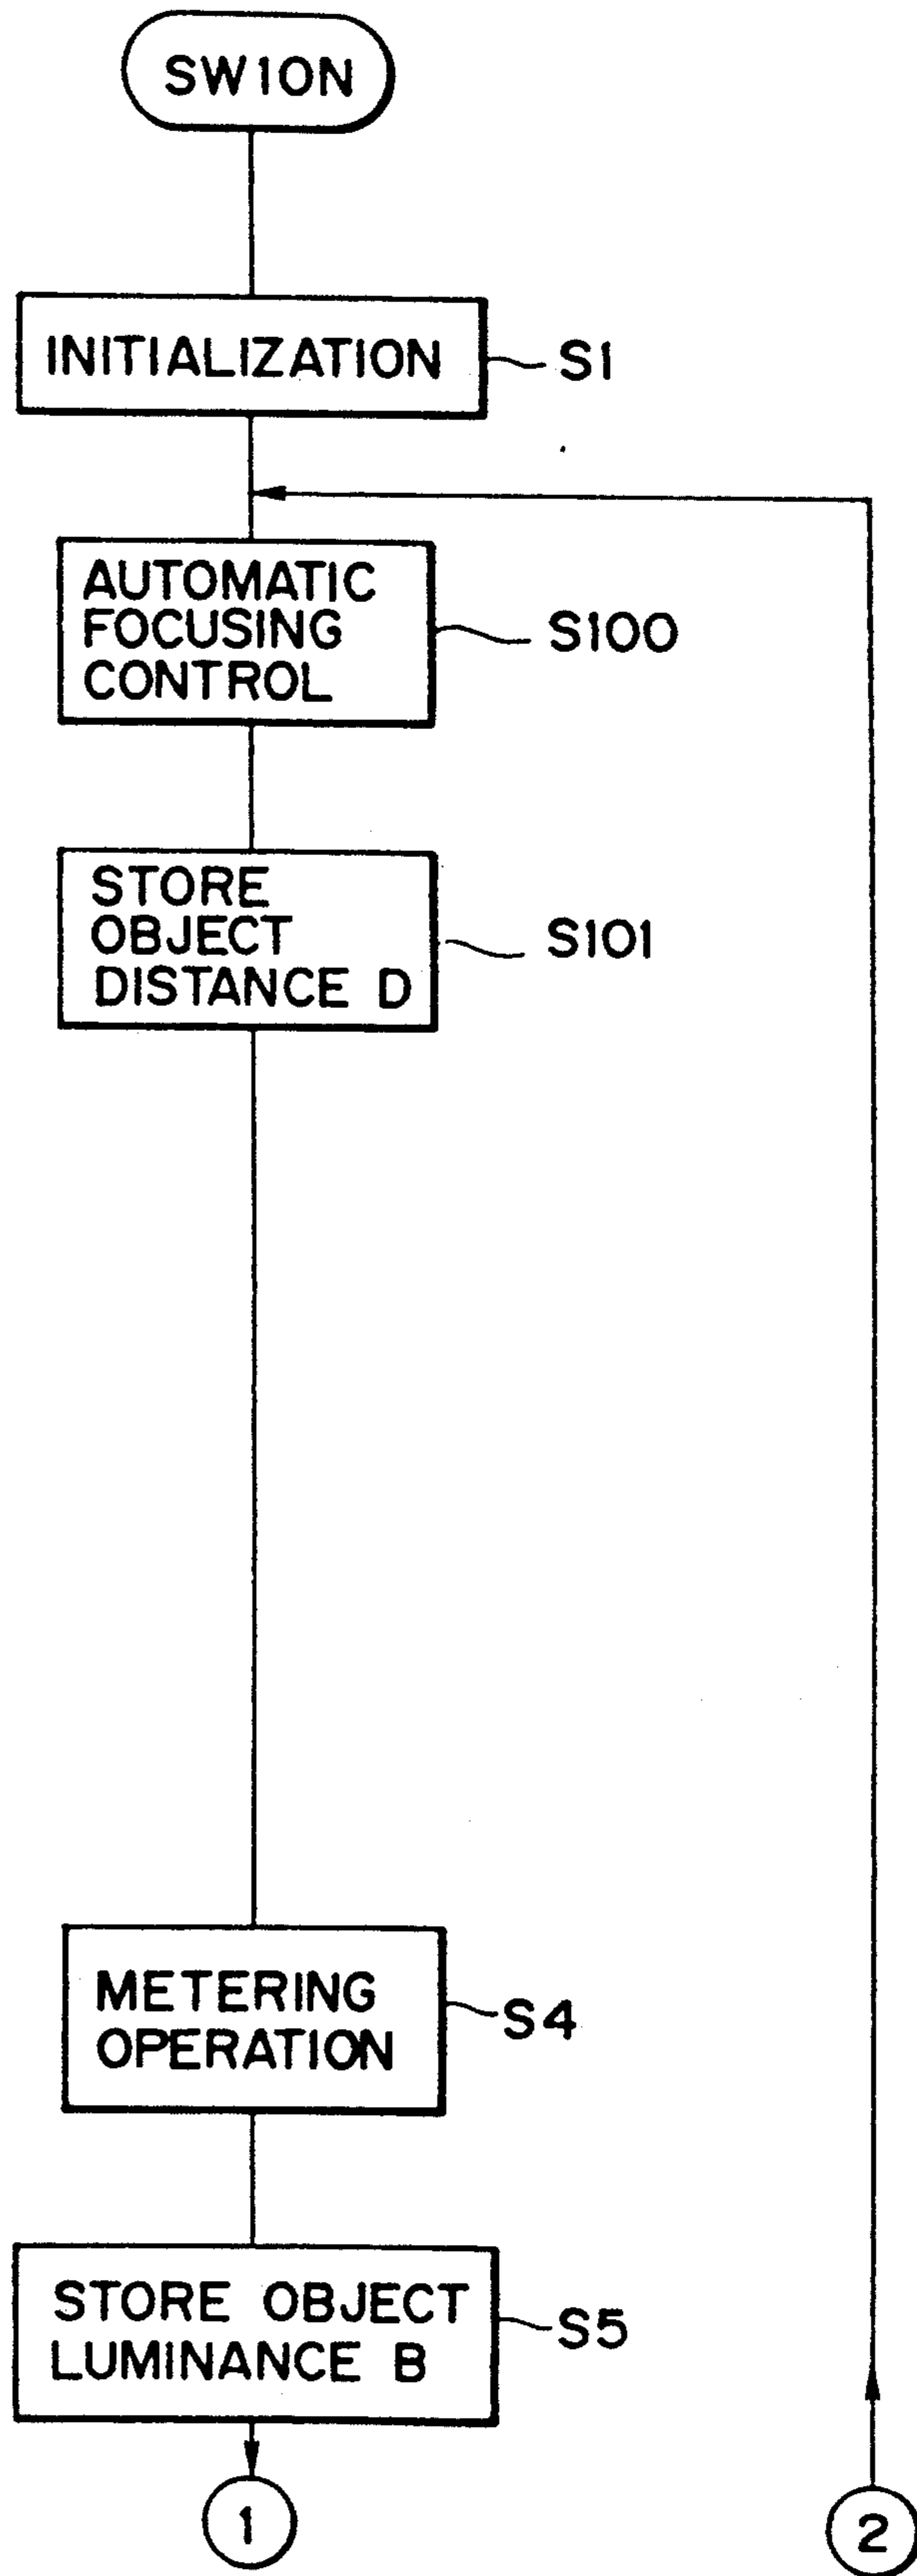 SW1ON
INITIALIZATION
S1
AUTOMATIC
FOCUSING
CONTROL
S100
STORE
OBJECT
DISTANCE D
S101
METERING
OPERATION
S4
STORE OBJECT
LUMINANCE B
S5
1
2